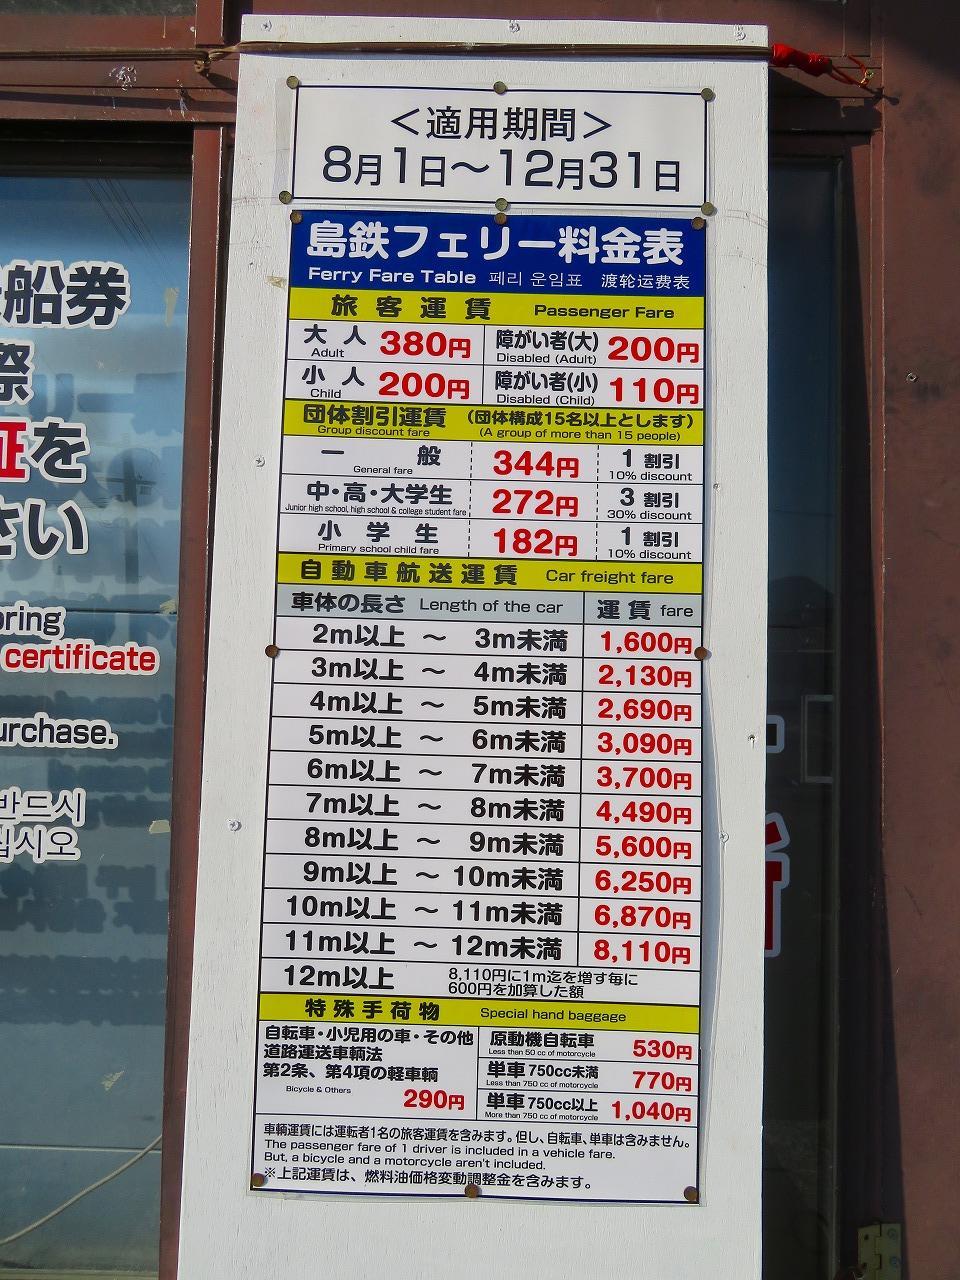 <適用期間>
8月1日～12月31日
島鉄フェリー料金表
Ferry Fare Table 페리 운임표 渡轮运费表
旅客運賃 Passenger Fare
大人 380円 障がい者(大) 200円
Adult Disabled (Adult)
小人 200円 障がい者(小) 110円
Child Disabled (Child)
団体割引運賃 (団体構成15名以上とします)
Group discount fare (A group of more than 15 people)
一般 344円 1割引
General fare 10% discount
中・高・大学生 272円 3割引
Junior high school, high school & college student fare 30% discount
小学生 182円 1割引
Primary school child fare 10% discount
自動車航送運賃 Car freight fare
車体の長さ Length of the car 運賃 fare
2m以上 ～ 3m未満 1,600円
3m以上 ～ 4m未満 2,130円
4m以上 ～ 5m未満 2,690円
5m以上 ～ 6m未満 3,090円
6m以上 ～ 7m未満 3,700円
7m以上 ～ 8m未満 4,490円
8m以上 ～ 9m未満 5,600円
9m以上 ～ 10m未満 6,250円
10m以上 ～ 11m未満 6,870円
11m以上 ～ 12m未満 8,110円
12m以上 8,110円に1m迄を増す毎に
600円を加算した額
特殊手荷物 Special hand baggage
自転車・小児用の車・その他
道路運送車輌法
第2条、第4項の軽車輌
Bicycle & Others
290円
原動機自転車 530円
Less than 50 cc of motorcycle
単車 750cc未満 770円
Less than 750 cc of motorcycle
単車 750cc以上 1,040円
More than 750 cc of motorcycle
車輌運賃には運転者1名の旅客運賃を含みます。但し、自転車、単車は含みません。
The passenger fare of 1 driver is included in a vehicle fare.
But, a bicycle and a motorcycle aren't included.
※上記運賃は、燃料油価格変動調整金を含みます。
船券
際
証を
さい
bring
certificate
purchase.
반드시
십시오